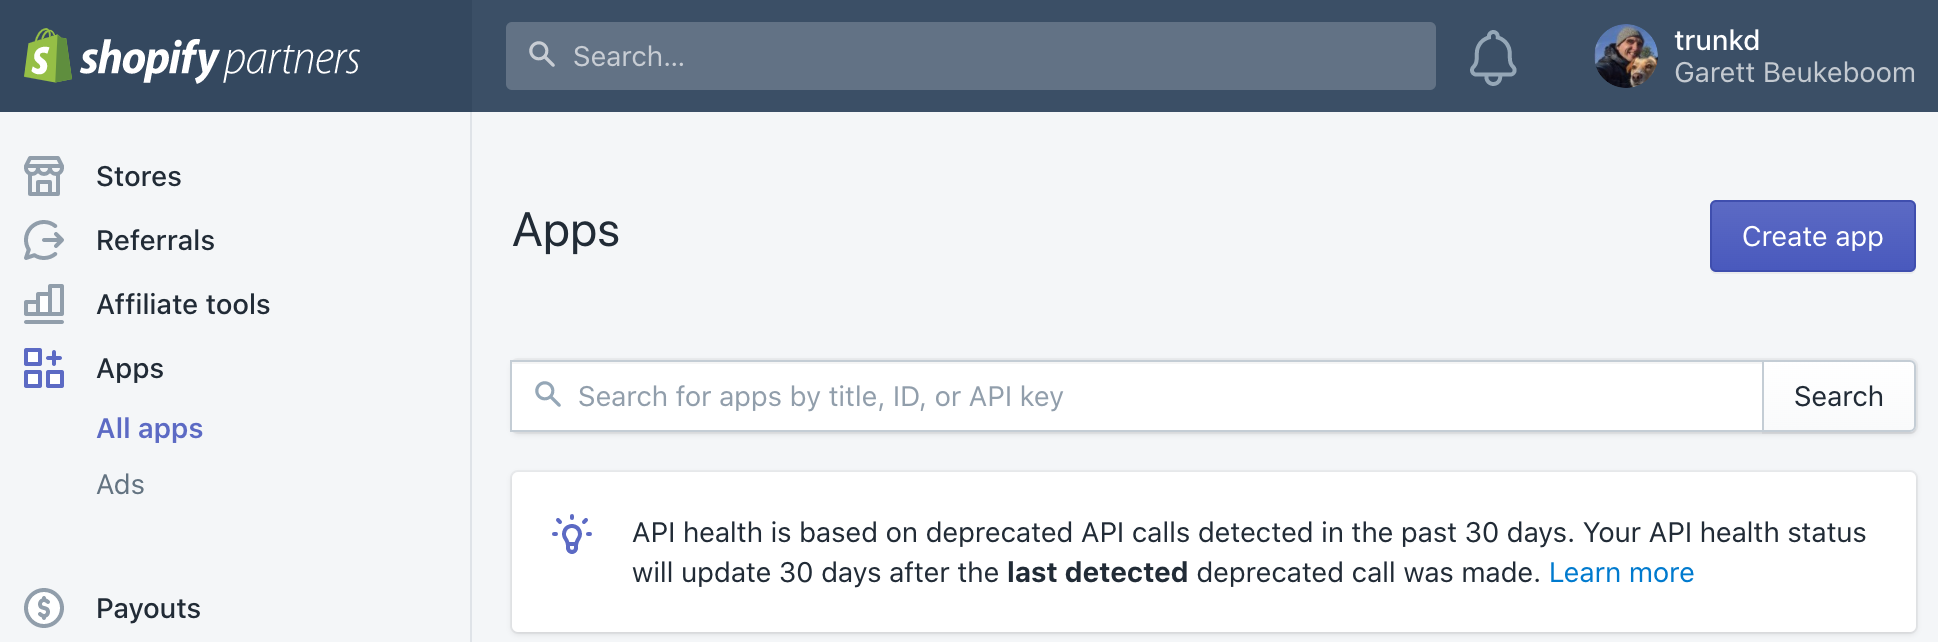 shopify partners
Search...
trunkd
Garett Beukeboom
Stores
Referrals
Affiliate tools
Apps
All apps
Ads
Payouts
Apps
Create app
Search for apps by title, ID, or API key
Search
API health is based on deprecated API calls detected in the past 30 days. Your API health status
will update 30 days after the last detected deprecated call was made. Learn more